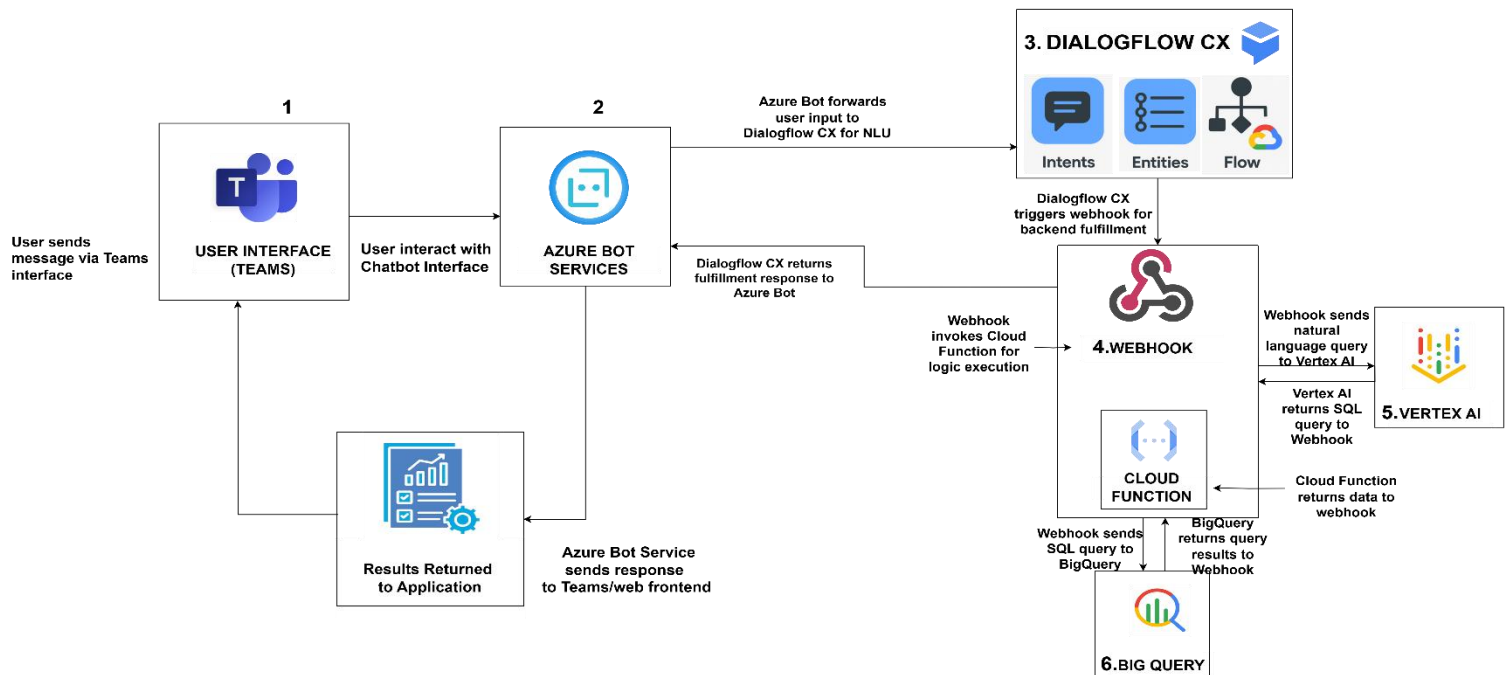 3. DIALOGFLOW CX
Intents
Entities
Flow
1
2
Azure Bot forwards
user input to
Dialogflow CX for NLU
T
USER INTERFACE
(TEAMS)
AZURE BOT
SERVICES
User sends
message via Teams
interface
User interact with
Chatbot Interface
Dialogflow CX
triggers webhook for
backend fulfillment
Dialogflow CX returns
fulfillment response to
Azure Bot
Webhook
invokes Cloud
Function for
logic execution
4.WEBHOOK
Webhook sends
natural
language query
to Vertex AI
Vertex AI
returns SQL
query to
Webhook
5.VERTEX AI
CLOUD
FUNCTION
Cloud Function
returns data to
webhook
Results Returned
to Application
Azure Bot Service
sends response
to Teams/web frontend
Webhook sends
SQL query to
BigQuery
BigQuery
returns query
results to
Webhook
6.BIG QUERY